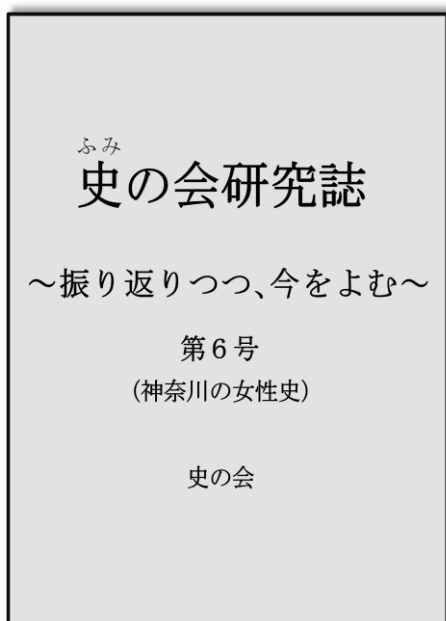 ふみ
史の会研究誌
～振り返りつつ、今をよむ～
第６号
(神奈川の女性史)
史の会